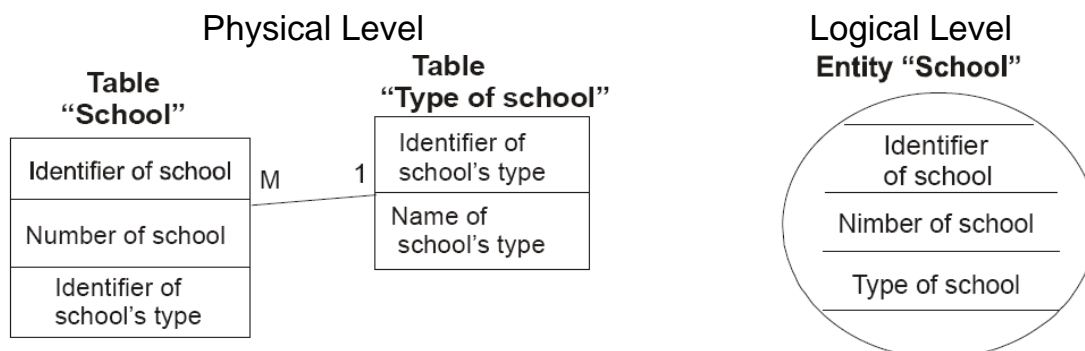 Physical Level
Table
“School”
Identifier of school
Number of school
Identifier of
school’s type
M
1
Table
“Type of school”
Identifier of
school’s type
Name of
school’s type
Logical Level
Entity “School”
Identifier
of school
Nimber of school
Type of school